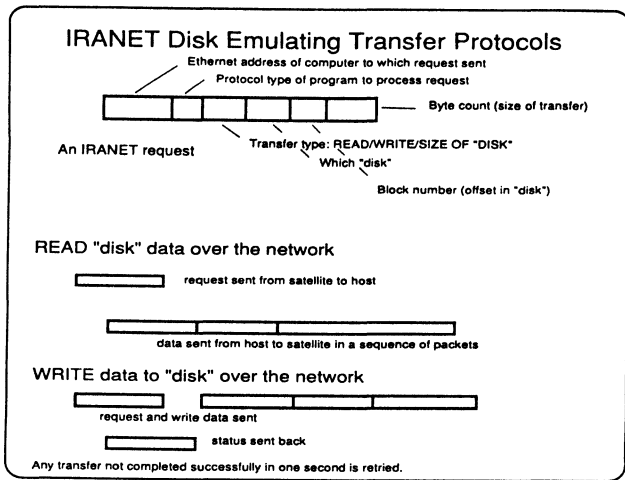 IRANET Disk Emulating Transfer Protocols
Ethernet address of computer to which request sent
Protocol type of program to process request
Byte count (size of transfer)
An IRANET request
Transfer type: READ/WRITE/SIZE OF "DISK"
Which "disk"
Block number (offset in "disk")
READ "disk" data over the network
request sent from satellite to host
data sent from host to satellite in a sequence of packets
WRITE data to "disk" over the network
request and write data sent
status sent back
Any transfer not completed successfully in one second is retried.